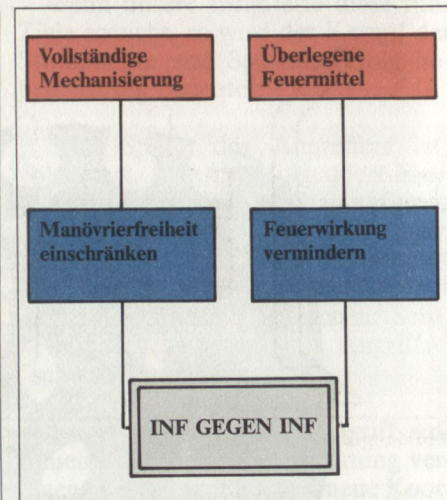 Vollständige
Mechanisierung
Überlegene
Feuermittel
Manövrierfreiheit
einschränken
Feuerwirkung
vermindern
INF GEGEN INF